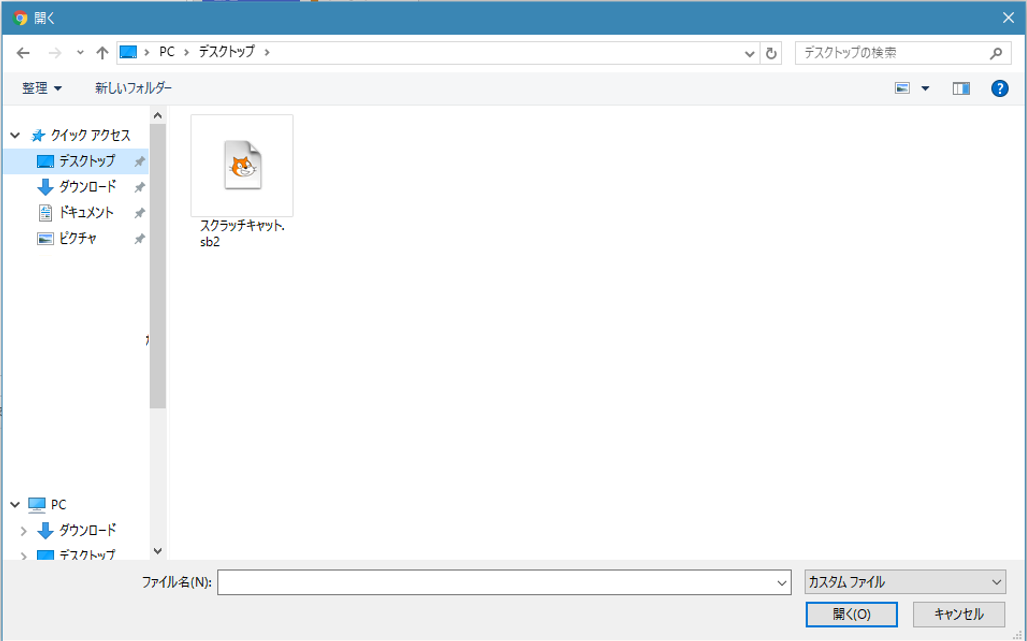 開く
PC
デスクトップ
デスクトップの検索
整理
新しいフォルダー
クイック アクセス
デスクトップ
ダウンロード
ドキュメント
ピクチャ
スクラッチキャット.
sb2
PC
ダウンロード
デスクトップ
ファイル名(N):
カスタム ファイル
開く(O)
キャンセル